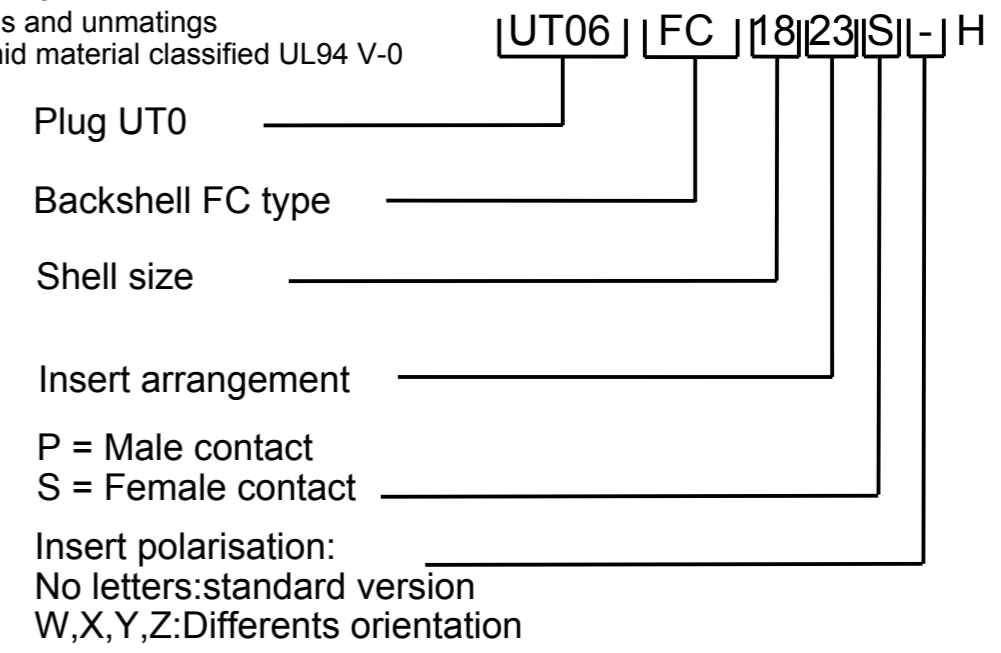 s and unmatings
UT06 FC 18 23 S - H
material classified UL94 V-0
Plug UT0
Backshell FC type
Shell size
Insert arrangement
P = Male contact
S = Female contact
Insert polarisation:
No letters:standard version
W,X,Y,Z:Differents orientation